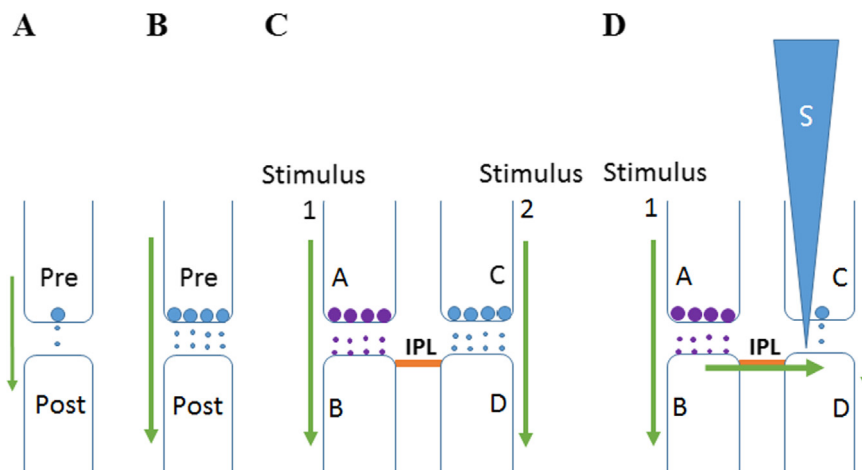 A B C D
S
Stimulus Stimulus Stimulus
1 2 1
Pre Pre A C A C
IPL IPL
Post Post B D B D